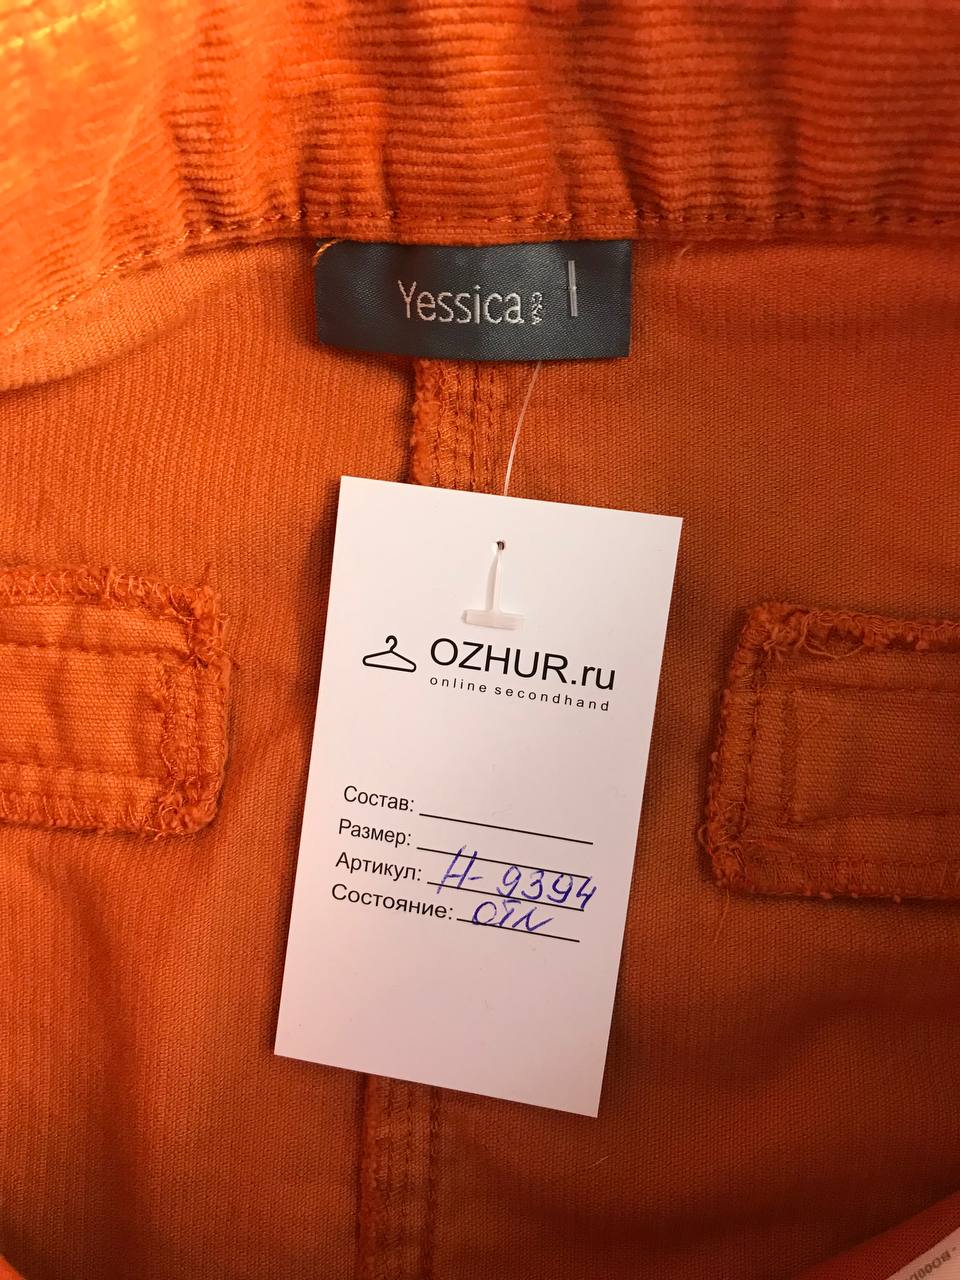 Yessica
C&A
OZHUR.ru
online secondhand
Состав:
Размер:
Артикул: Н-9394
Состояние: отл